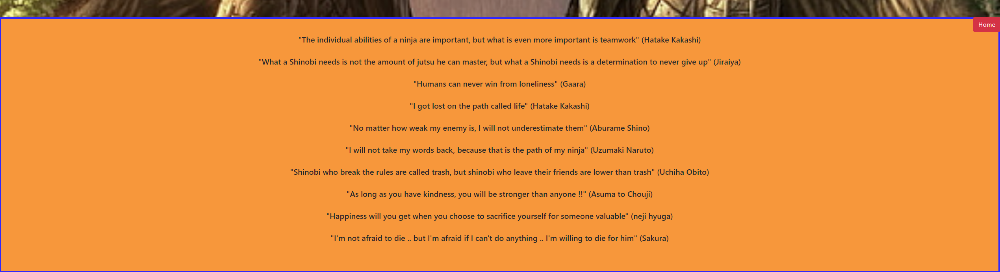 Home
"The individual abilities of a ninja are important, but what is even more important is teamwork" (Hatake Kakashi)
"What a Shinobi needs is not the amount of jutsu he can master, but what a Shinobi needs is a determination to never give up" (Jiraiya)
"Humans can never win from loneliness" (Gaara)
"I got lost on the path called life" (Hatake Kakashi)
"No matter how weak my enemy is, I will not underestimate them" (Aburame Shino)
"I will not take my words back, because that is the path of my ninja" (Uzumaki Naruto)
"Shinobi who break the rules are called trash, but shinobi who leave their friends are lower than trash" (Uchiha Obito)
"As long as you have kindness, you will be stronger than anyone !!" (Asuma to Chouji)
"Happiness will you get when you choose to sacrifice yourself for someone valuable" (neji hyuga)
"I'm not afraid to die .. but I'm afraid if I can't do anything .. I'm willing to die for him" (Sakura)